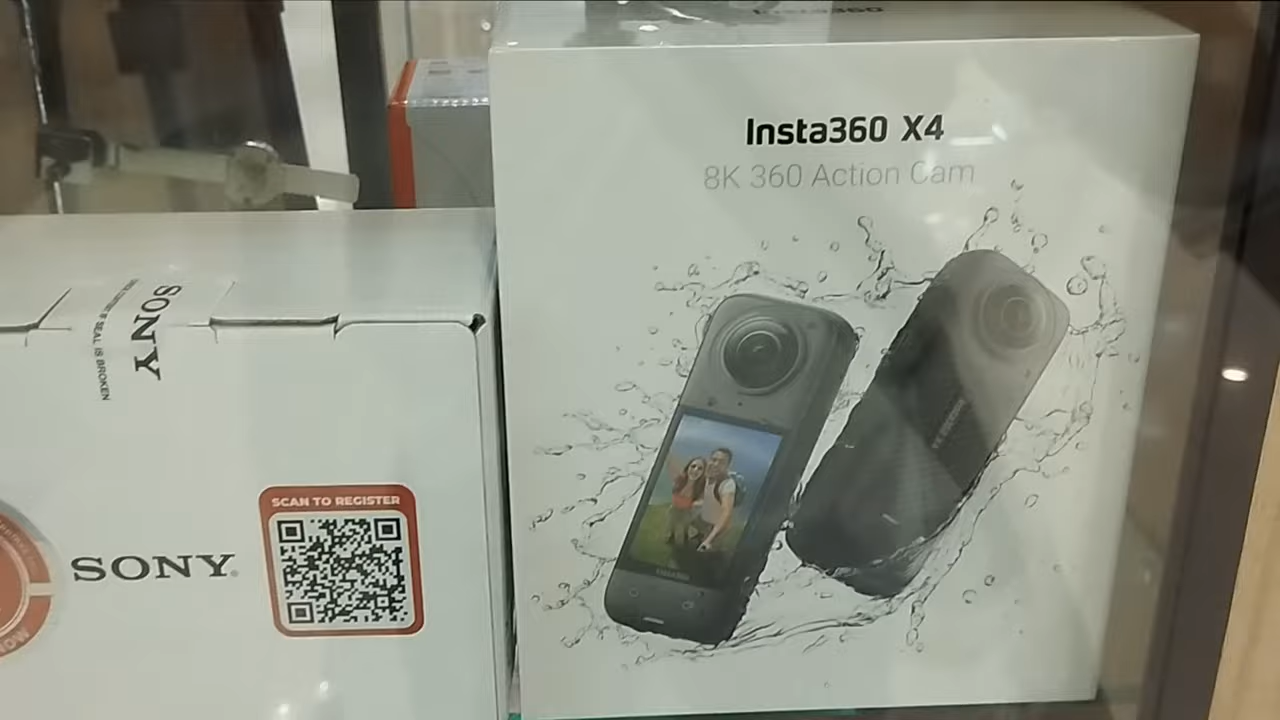 Insta360 X4
8K 360 Action Cam
SONY
SEAL IS BROKEN
SCAN TO REGISTER
SONY